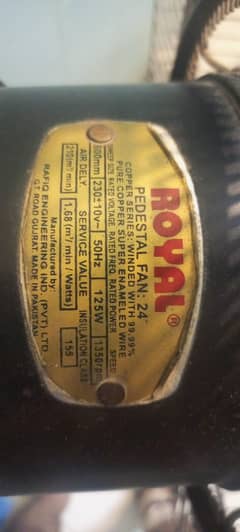 ROYAL®
PEDESTAL FAN: 24"
COPPER SERIES: WINDED WITH 99.99%
PURE COPPER SUPER ENAMELED WIRE
SWEEP SIZE RATED VOLTAGE RATED FREQ. RATED POWER SPEED
600mm 230±10v~ 50Hz 125W 1350rpm
AIR DELY. SERVICE VALUE INSULATION CLASS
210(m³/min) 1.68 (m³/min / Watts) 155
Manufactured by:
RAFIQ ENGINEERING IND. (PVT) LTD.
G.T. ROAD GUJRAT MADE IN PAKISTAN